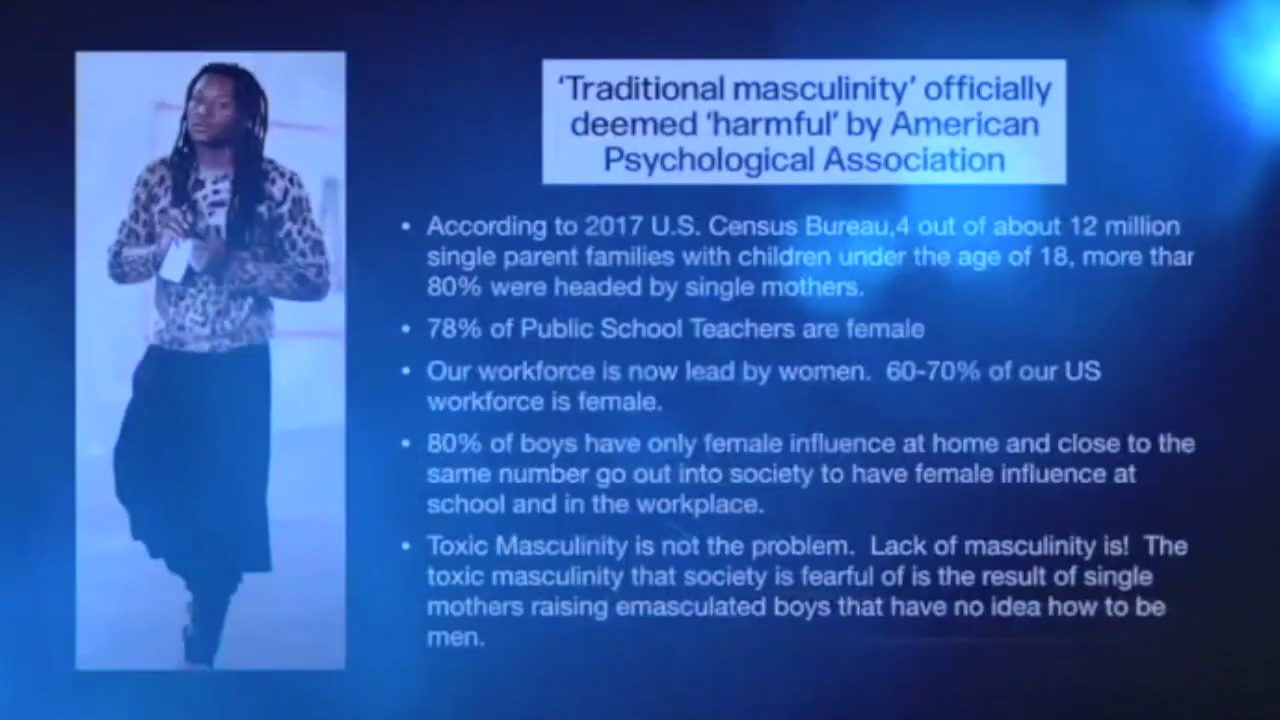 ‘Traditional masculinity’ officially
deemed ‘harmful’ by American
Psychological Association
• According to 2017 U.S. Census Bureau,4 out of about 12 million
single parent families with children under the age of 18, more than
80% were headed by single mothers.
• 78% of Public School Teachers are female
• Our workforce is now lead by women.  60-70% of our US
workforce is female.
• 80% of boys have only female influence at home and close to the
same number go out into society to have female influence at
school and in the workplace.
• Toxic Masculinity is not the problem.  Lack of masculinity is!  The
toxic masculinity that society is fearful of is the result of single
mothers raising emasculated boys that have no idea how to be
men.